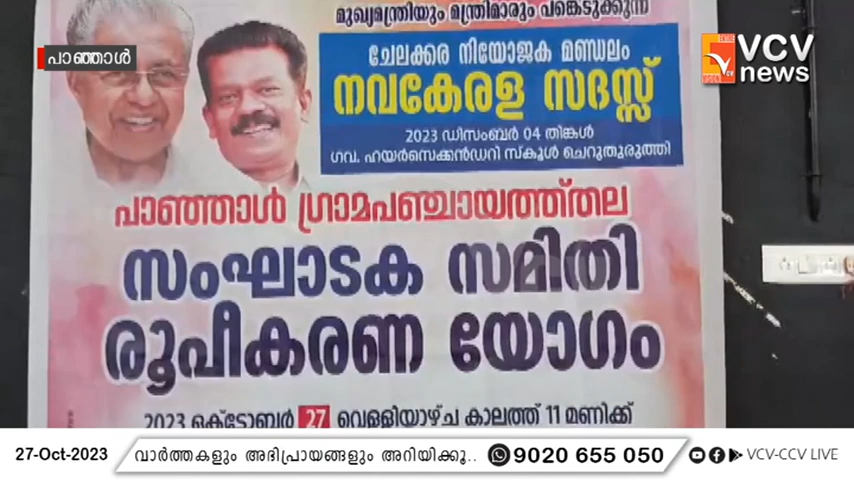 മുഖ്യമന്ത്രിയും മന്ത്രിമാരും പങ്കെടുക്കുന്ന
ചേലക്കര നിയോജക മണ്ഡലം
നവകേരള സദസ്സ്
2023 ഡിസംബർ 04 തിങ്കൾ
ഗവ. ഹയർസെക്കൻഡറി സ്കൂൾ ചെറുതുരുത്തി
പാഞ്ഞാൾ ഗ്രാമപഞ്ചായത്ത്തല
സംഘാടക സമിതി
രൂപീകരണ യോഗം
2023 ഒക്ടോബർ 27 വെള്ളിയാഴ്ച കാലത്ത് 11 മണിക്ക്
പാഞ്ഞാൾ
VCV
news
27-Oct-2023
വാർത്തകളും അഭിപ്രായങ്ങളും അറിയിക്കൂ..
9020 655 050
VCV-CCV LIVE